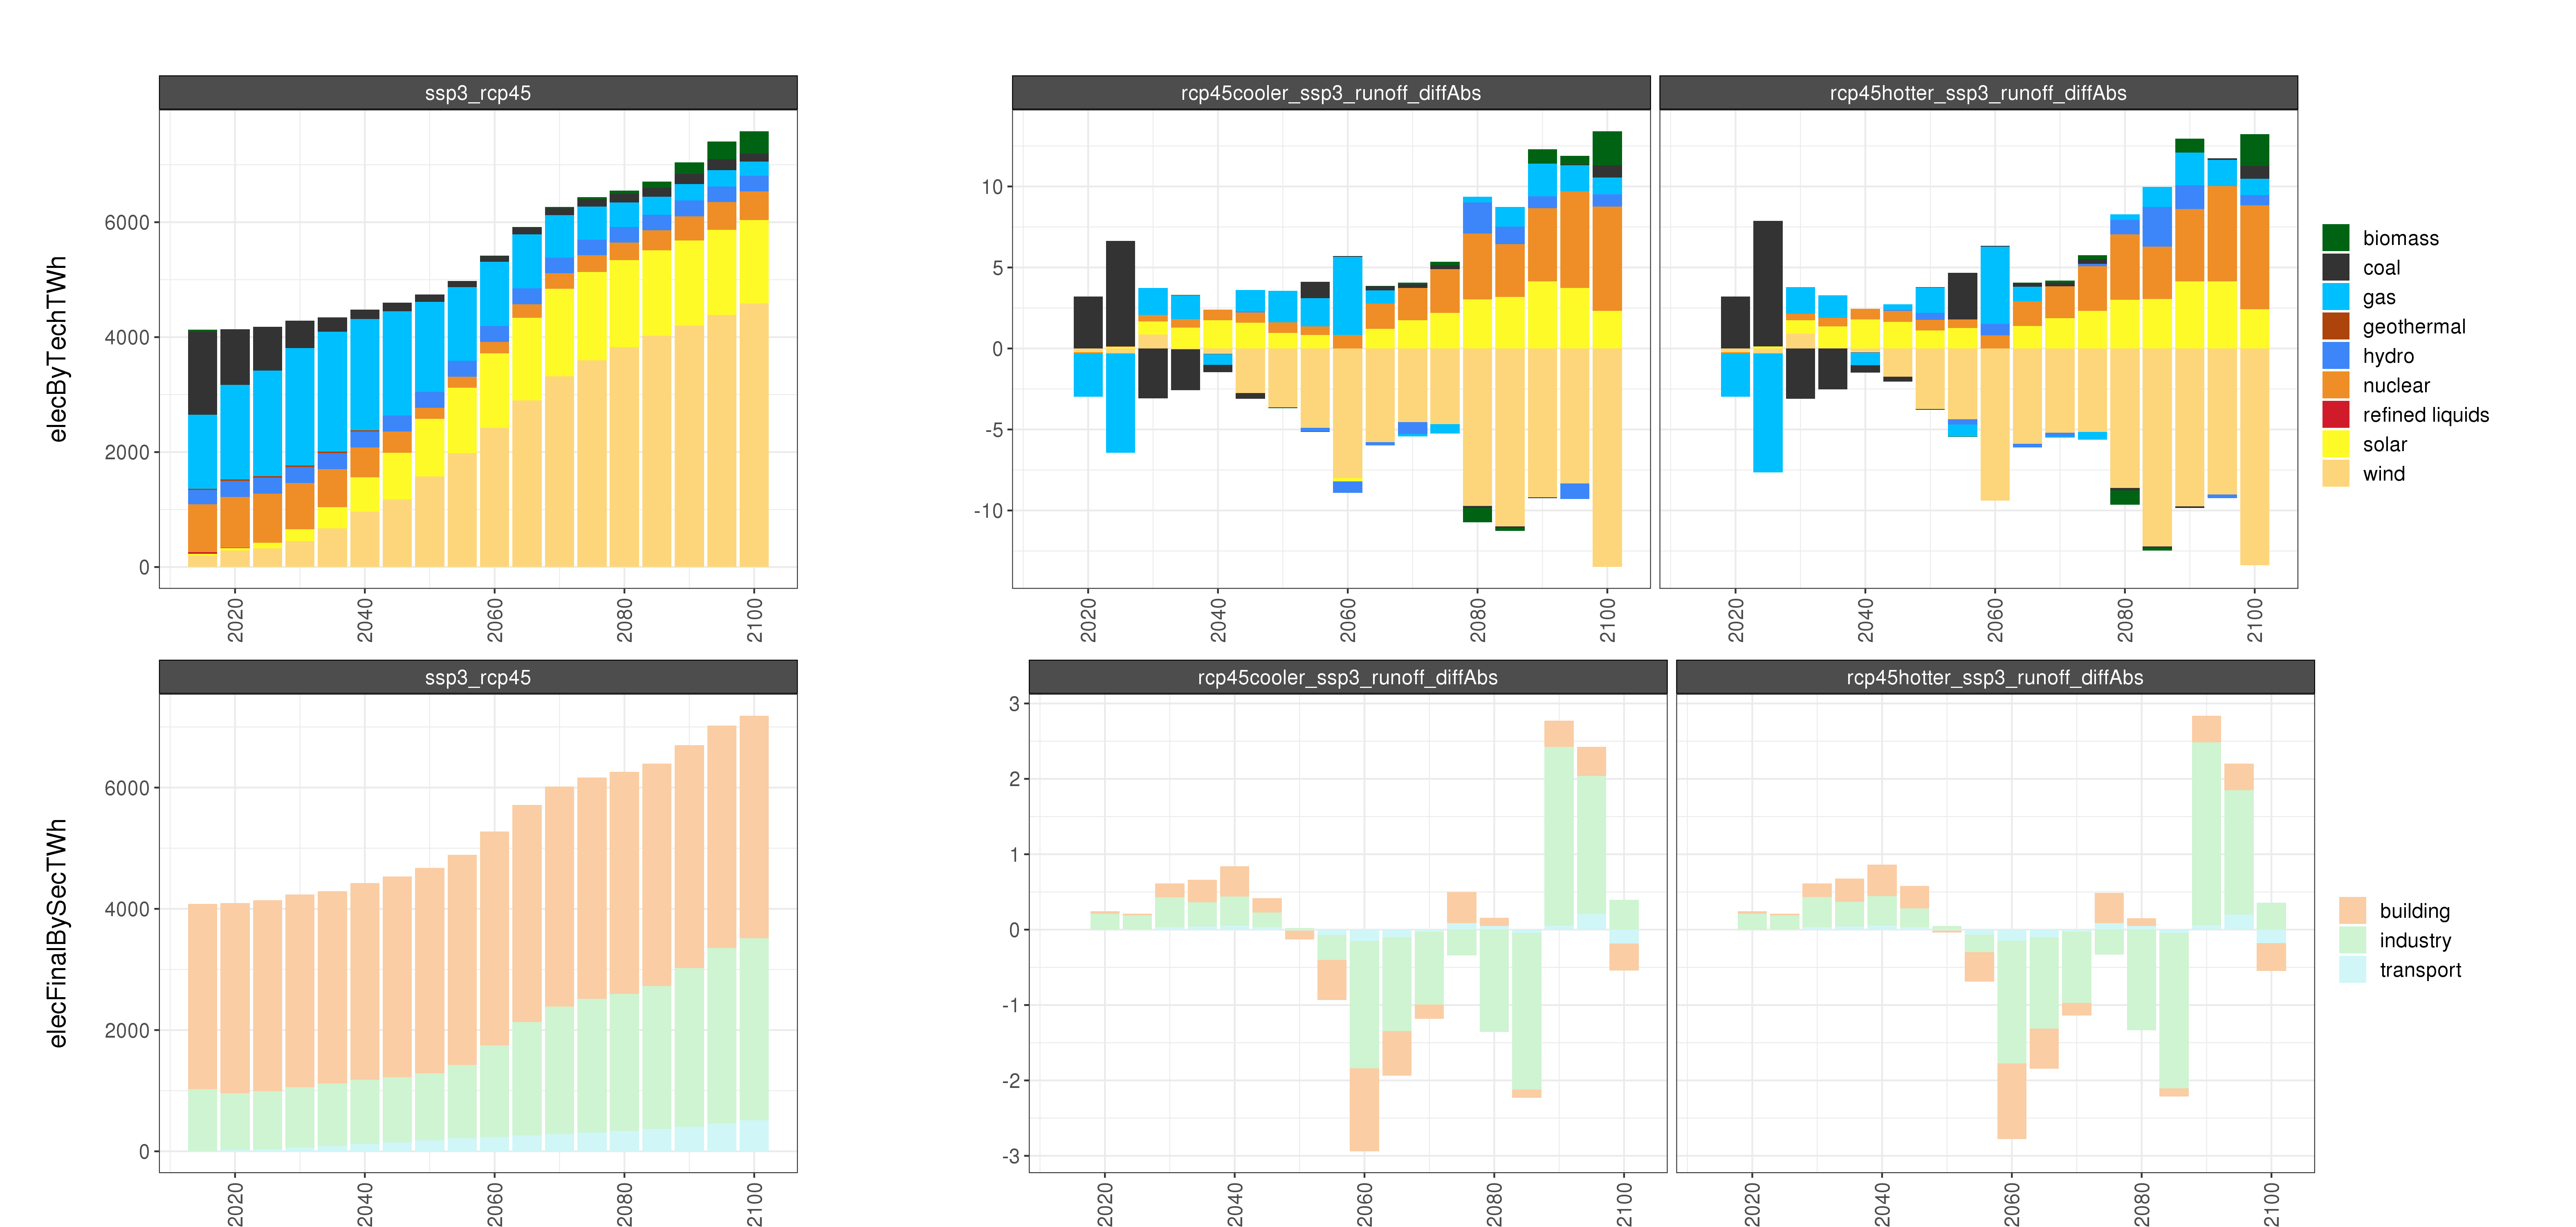 ssp3_rcp45
rcp45cooler_ssp3_runoff_diffAbs
rcp45hotter_ssp3_runoff_diffAbs
elecByTechTWh
6000
4000
2000
0
10
5
0
-5
-10
2020
2040
2060
2080
2100
2020
2040
2060
2080
2100
2020
2040
2060
2080
2100
biomass
coal
gas
geothermal
hydro
nuclear
refined liquids
solar
wind
ssp3_rcp45
rcp45cooler_ssp3_runoff_diffAbs
rcp45hotter_ssp3_runoff_diffAbs
elecFinalBySecTWh
6000
4000
2000
0
3
2
1
0
-1
-2
-3
2020
2040
2060
2080
2100
2020
2040
2060
2080
2100
2020
2040
2060
2080
2100
building
industry
transport